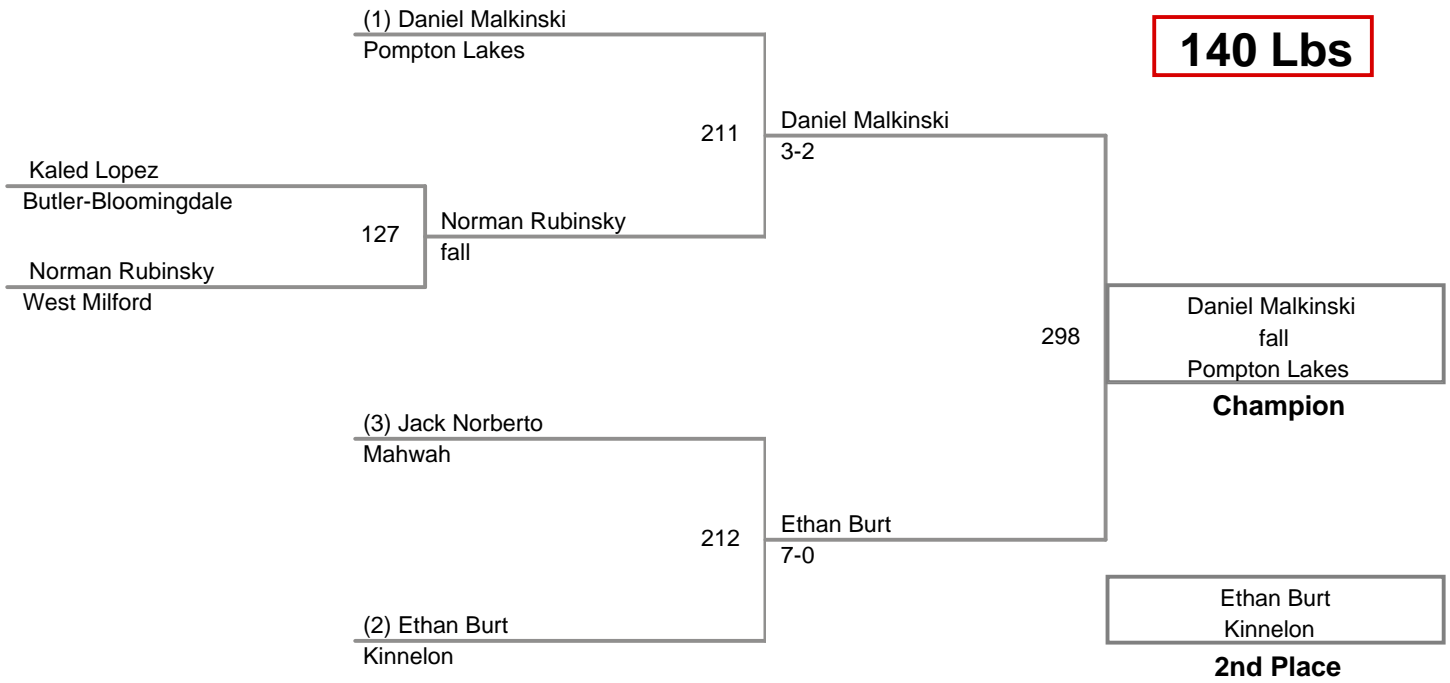 (1) Daniel Malkinski
Pompton Lakes
140 Lbs
211
Daniel Malkinski
3-2
Kaled Lopez
Butler-Bloomingdale
127
Norman Rubinsky
fall
Norman Rubinsky
West Milford
298
Daniel Malkinski
fall
Pompton Lakes
Champion
(3) Jack Norberto
Mahwah
212
Ethan Burt
7-0
(2) Ethan Burt
Kinnelon
Ethan Burt
Kinnelon
2nd Place